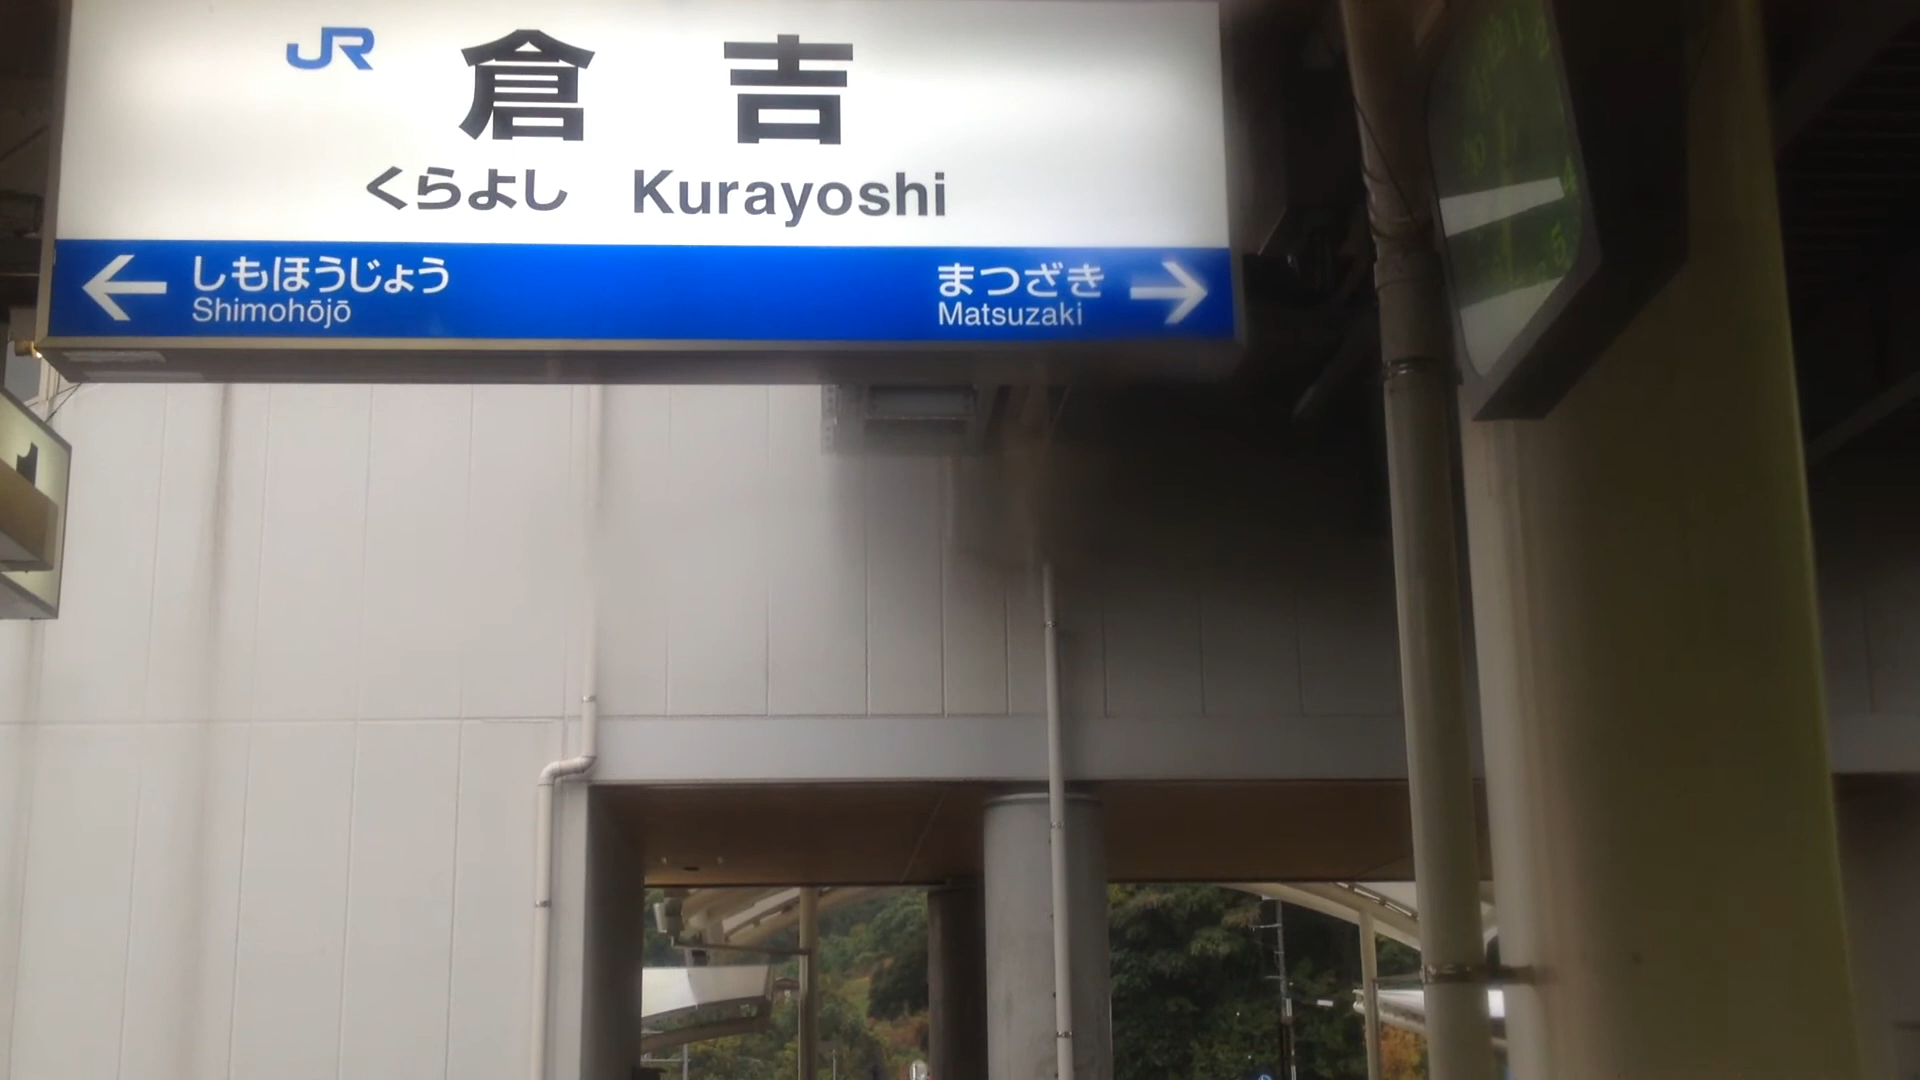 JR 倉吉
くらよし Kurayoshi
← しもほうじょう
Shimohōjō
まつざき →
Matsuzaki
1